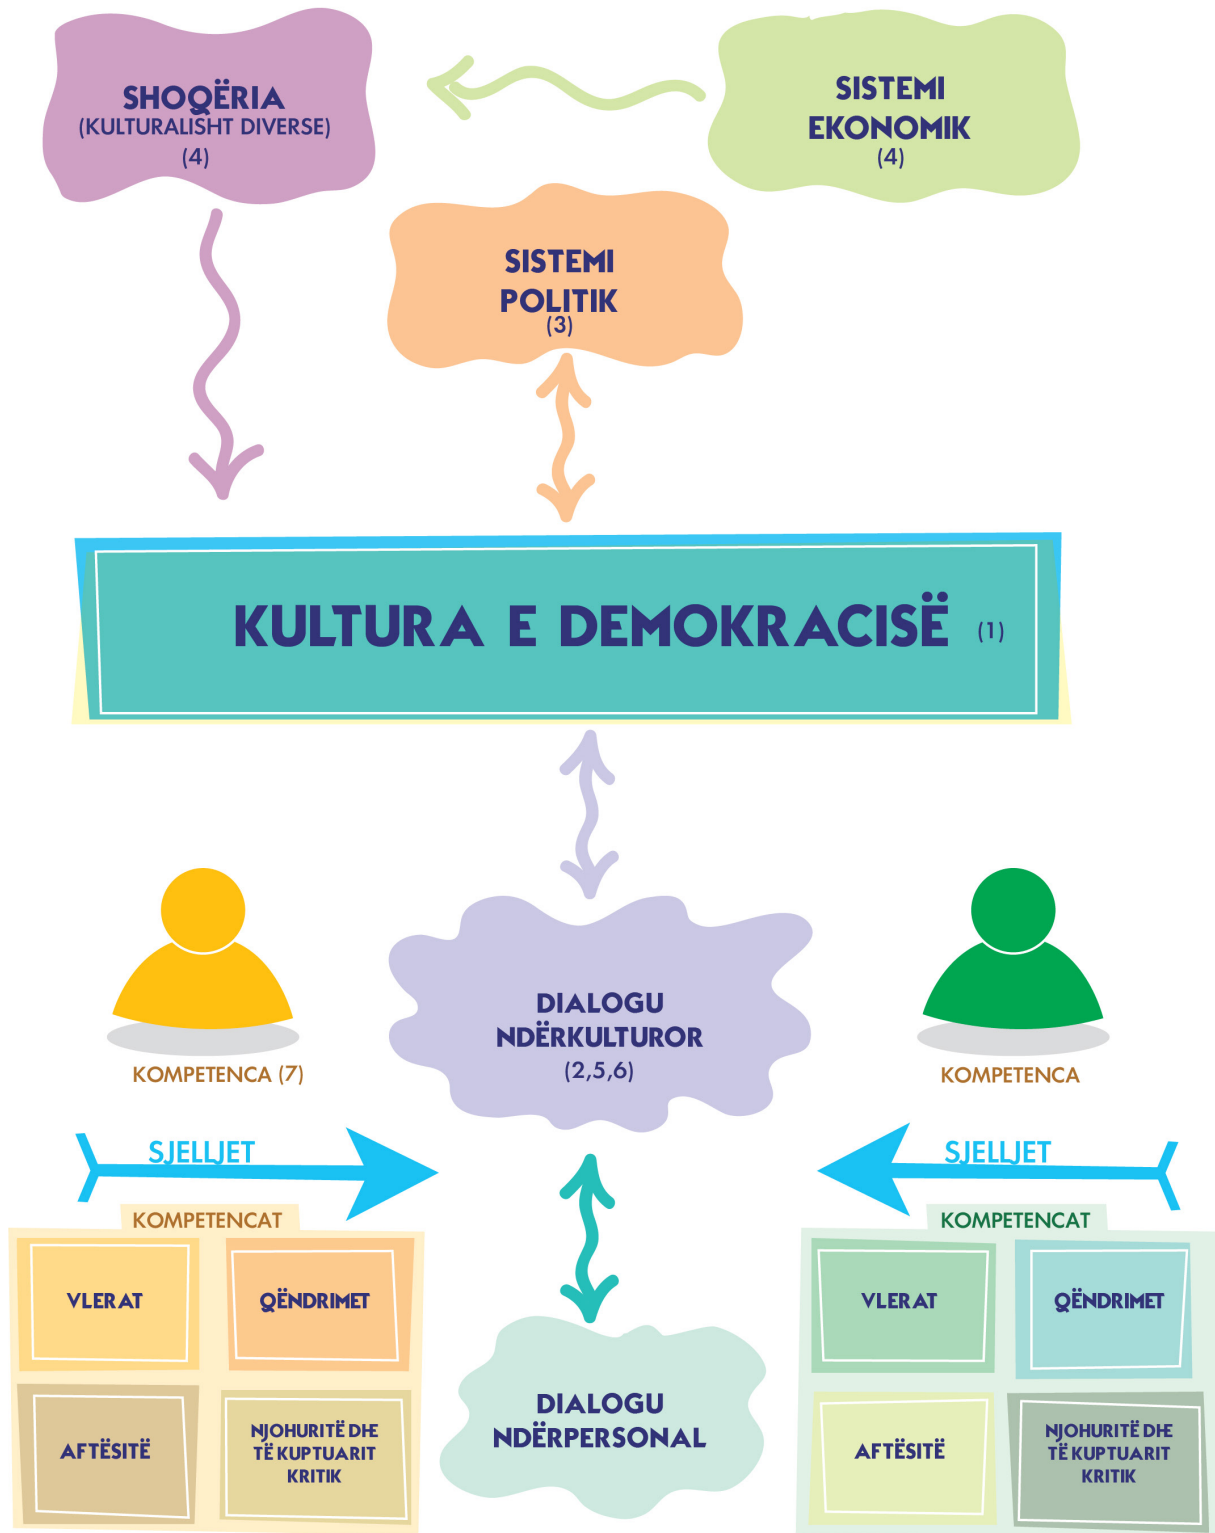 SHOQËRIA
(KULTURALISHT DIVERSE)
(4)
SISTEMI
EKONOMIK
(4)
SISTEMI
POLITIK
(3)
KULTURA E DEMOKRACISË (1)
DIALOGU
NDËRKULTUROR
(2,5,6)
KOMPETENCA (7)
KOMPETENCA
SJELLJET
SJELLJET
KOMPETENCAT
VLERAT
QËNDRIMET
AFTËSITË
NJOHURITË DHE
TË KUPTUARIT
KRITIK
DIALOGU
NDËRPERSONAL
KOMPETENCAT
VLERAT
QËNDRIMET
AFTËSITË
NJOHURITË DHE
TË KUPTUARIT
KRITIK